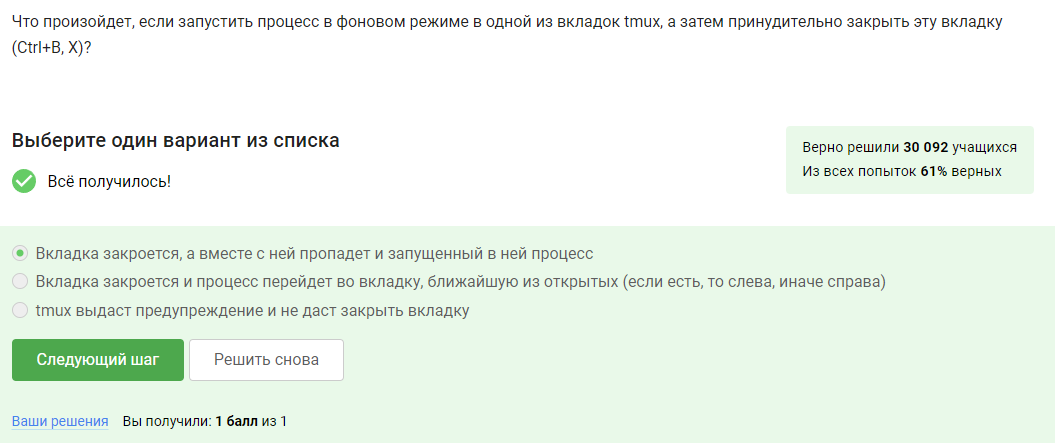 Что произойдет, если запустить процесс в фоновом режиме в одной из вкладок tmux, а затем принудительно закрыть эту вкладку
(Ctrl+B, X)?
Выберите один вариант из списка
Всё получилось!
Верно решили 30 092 учащихся
Из всех попыток 61% верных
Вкладка закроется, а вместе с ней пропадет и запущенный в ней процесс
Вкладка закроется и процесс перейдет во вкладку, ближайшую из открытых (если есть, то слева, иначе справа)
tmux выдаст предупреждение и не даст закрыть вкладку
Следующий шаг
Решить снова
Ваши решения Вы получили: 1 балл из 1